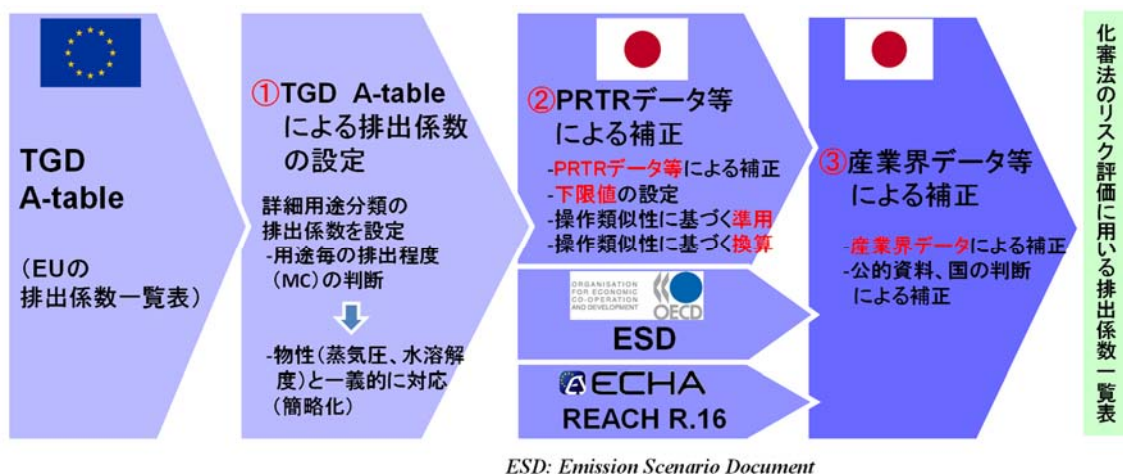 TGD
A-table
（EUの
排出係数一覧表）
①TGD A-table
による排出係数
の設定
詳細用途分類の
排出係数を設定
-用途毎の排出程度
（MC）の判断
-物性（蒸気圧、水溶解
度）と一義的に対応
（簡略化）
②PRTRデータ等
による補正
-PRTRデータ等による補正
-下限値の設定
-操作類似性に基づく準用
-操作類似性に基づく換算
ORGANISATION
FOR ECONOMIC
CO-OPERATION
AND DEVELOPMENT
OECD
ESD
ECHA
REACH R.16
③産業界データ等
による補正
-産業界データによる補正
-公的資料、国の判断
による補正
化審法のリスク評価に用いる排出係数一覧表
ESD: Emission Scenario Document